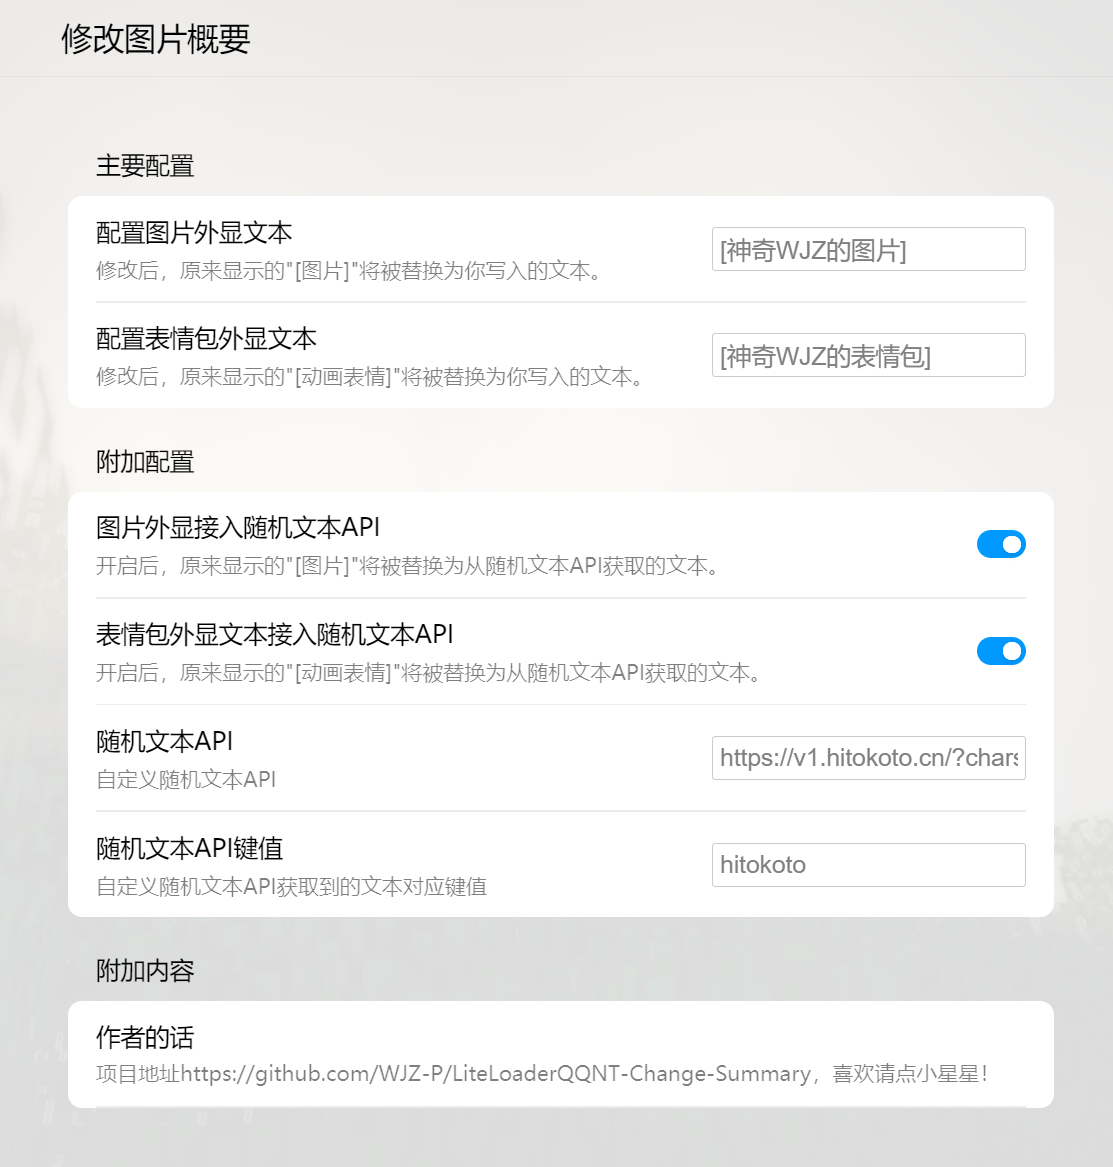 修改图片概要
主要配置
配置图片外显文本
[神奇WJZ的图片]
修改后，原来显示的"[图片]"将被替换为你写入的文本。
配置表情包外显文本
[神奇WJZ的表情包]
修改后，原来显示的"[动画表情]"将被替换为你写入的文本。
附加配置
图片外显接入随机文本API
开启后，原来显示的"[图片]"将被替换为从随机文本API获取的文本。
表情包外显文本接入随机文本API
开启后，原来显示的"[动画表情]"将被替换为从随机文本API获取的文本。
随机文本API
https://v1.hitokoto.cn/?chars
自定义随机文本API
随机文本API键值
hitokoto
自定义随机文本API获取到的文本对应键值
附加内容
作者的话
项目地址https://github.com/WJZ-P/LiteLoaderQQNT-Change-Summary，喜欢请点小星星！